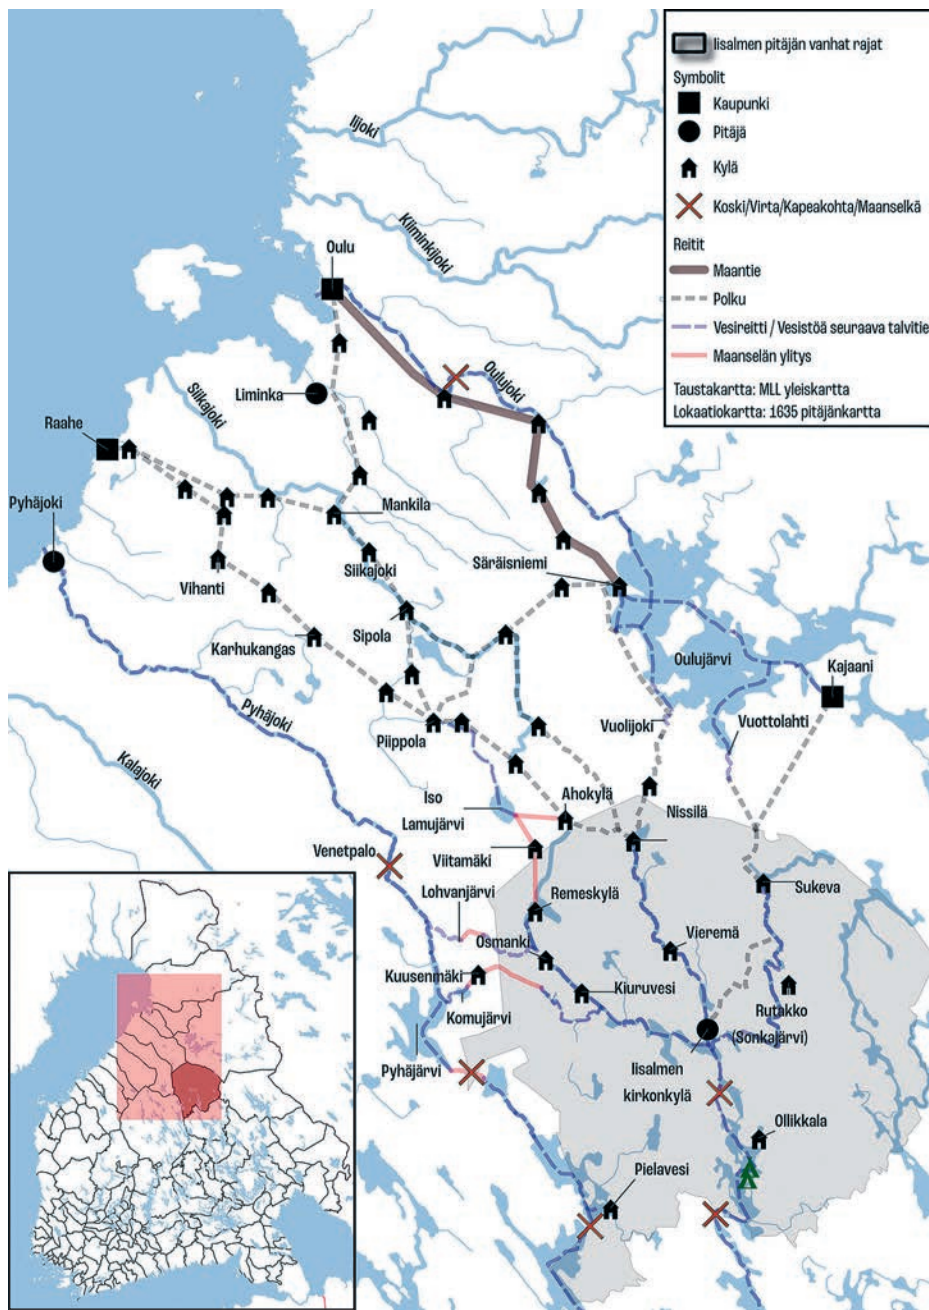 Iisalmen pitäjän vanhat rajat
Symbolit
Kaupunki
Pitäjä
Kylä
Koski/Virta/Kapeakohta/Maanselkä
Reitit
Maantie
Polku
Vesireitti / Vesistöä seuraava talvitie
Maanselän ylitys
Taustakartta: MLL yleiskartta
Lokaatiokartta: 1635 pitäjänkartta
Iijoki
Kiiminkijoki
Oulu
Oulujoki
Liminka
Siikajoki
Raahe
Pyhäjoki
Mankila
Siikajoki
Säräisniemi
Vihanti
Sipola
Karhukangas
Oulujärvi
Kajaani
Pyhäjoki
Vuolijoki
Vuottolahti
Piippola
Kalajoki
Iso
Lamujärvi
Ahokylä
Nissilä
Venetpalo
Viitamäki
Lohvanjärvi
Remeskylä
Sukeva
Osmanki
Vieremä
Kuusenmäki
Kiuruvesi
Komujärvi
Rutakko
(Sonkajärvi)
Pyhäjärvi
Iisalmen
kirkonkylä
Ollikkala
Pielavesi